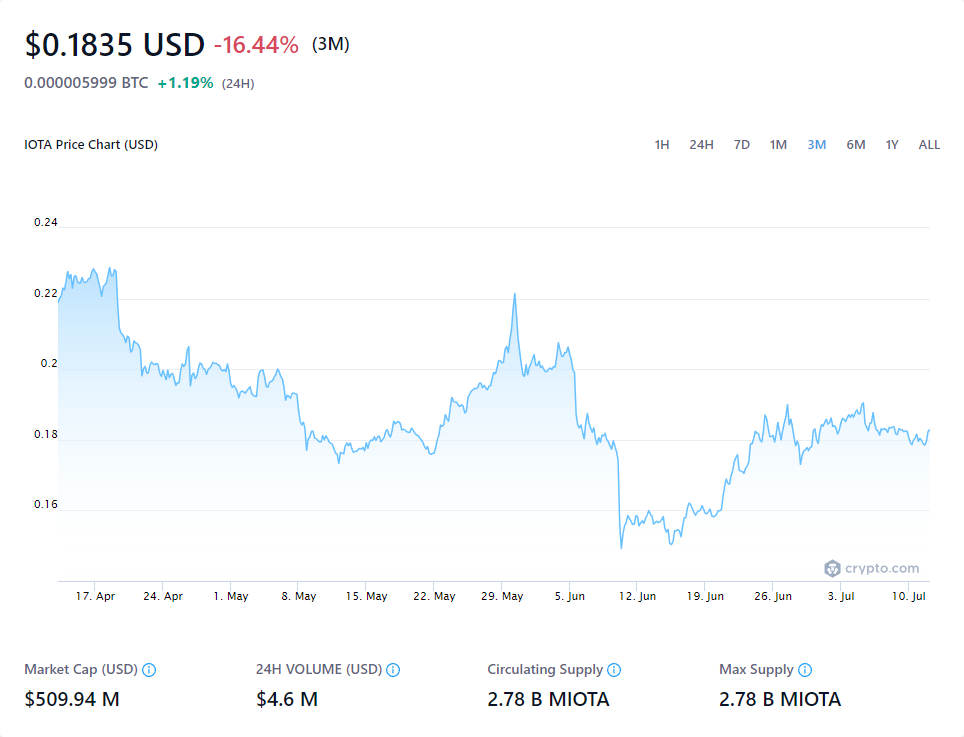 $0.1835 USD -16.44% (3M)
0.000005999 BTC +1.19% (24H)
IOTA Price Chart (USD) 1H 24H 7D 1M 3M 6M 1Y ALL
0.24
0.22
0.2
0.18
0.16
crypto.com
17. Apr 24. Apr 1. May 8. May 15. May 22. May 29. May 5. Jun 12. Jun 19. Jun 26. Jun 3. Jul 10. Jul
Market Cap (USD) 24H VOLUME (USD) Circulating Supply Max Supply
$509.94 M $4.6 M 2.78 B MIOTA 2.78 B MIOTA